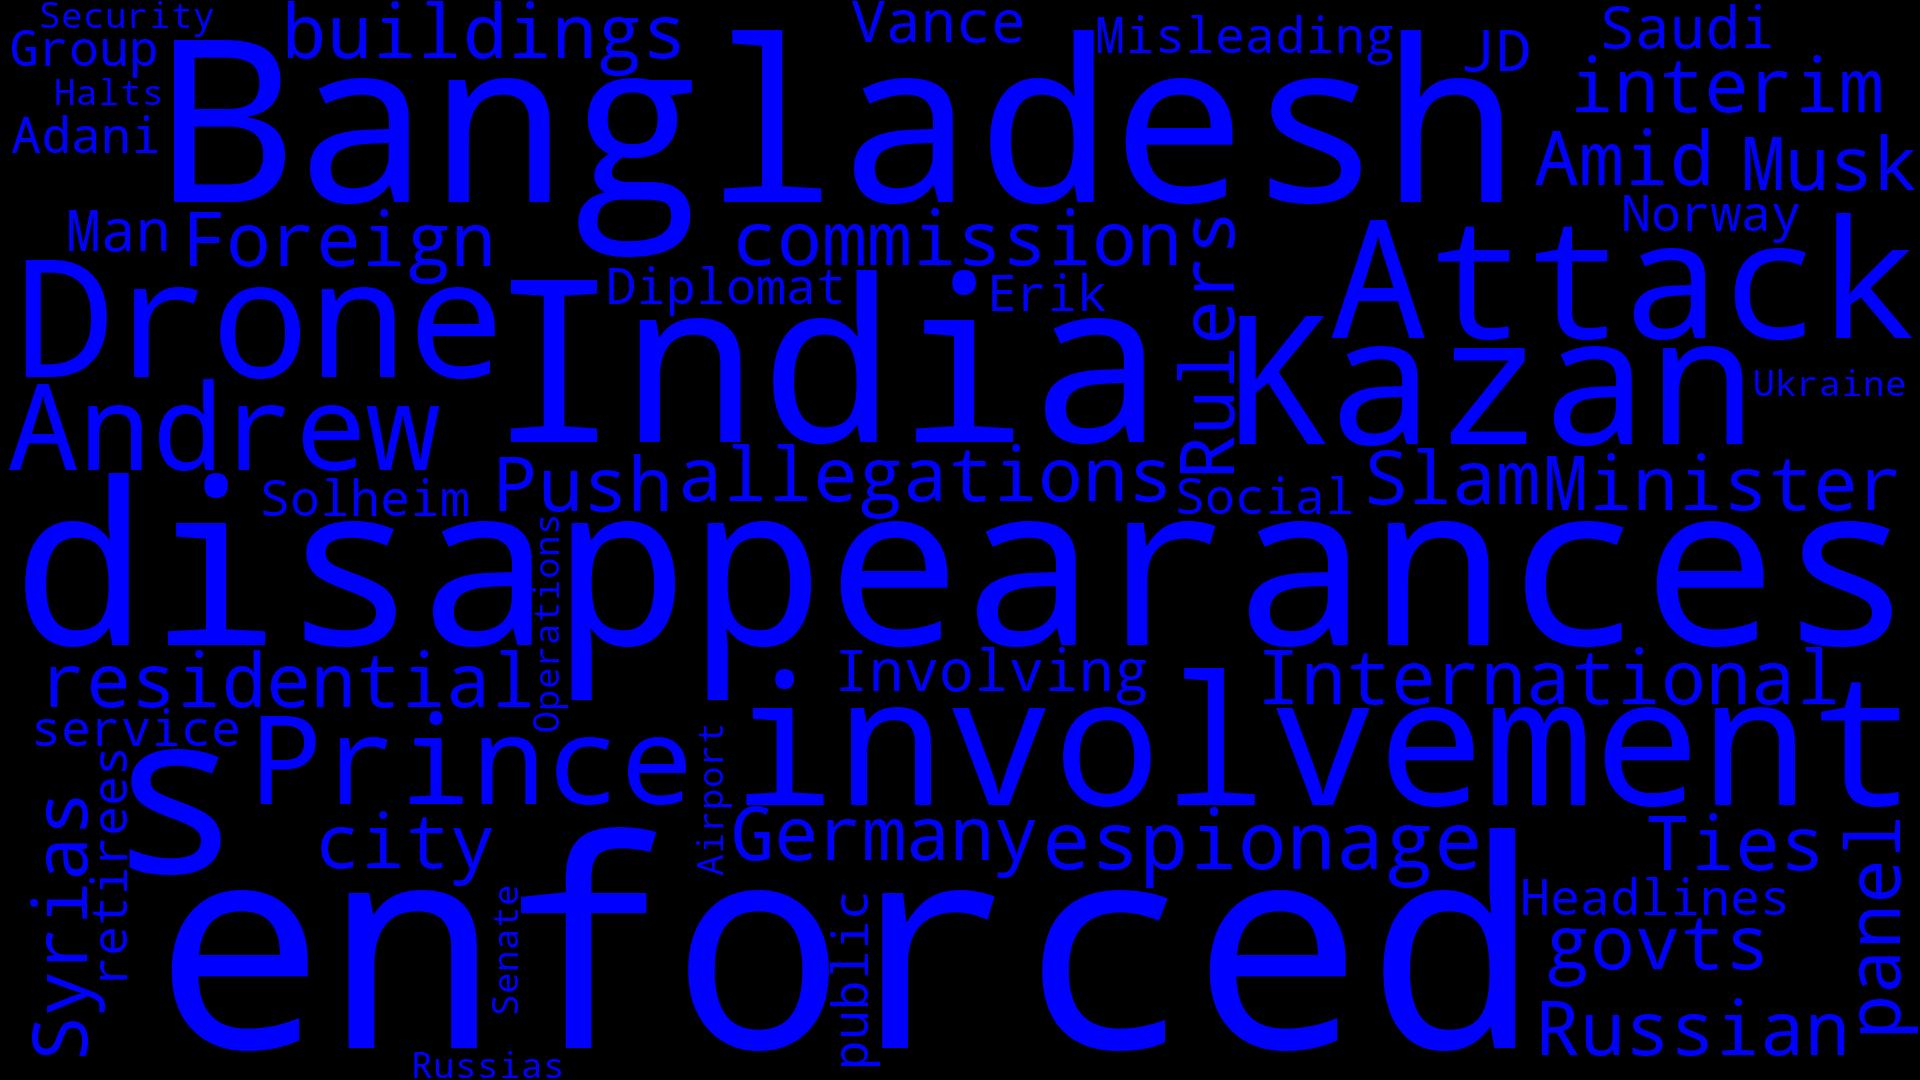 Security
Group
Halts
Adani
buildings
Vance
Misleading
JD
Saudi
interim
Bangladesh
Amid
Musk
Man
Foreign
commission
Rulers
Norway
Attack
Drone
Diplomat
Erik
India
Kazan
Ukraine
Andrew
Solheim
Push
allegations
Social
Slam
Minister
disappearances
Operations
residential
Involving
International
service
Prince
involvement
Syrias
retirees
s
city
Airport
Germany
espionage
Ties
panel
enforced
Senate
public
Headlines
govts
Russian
Russias